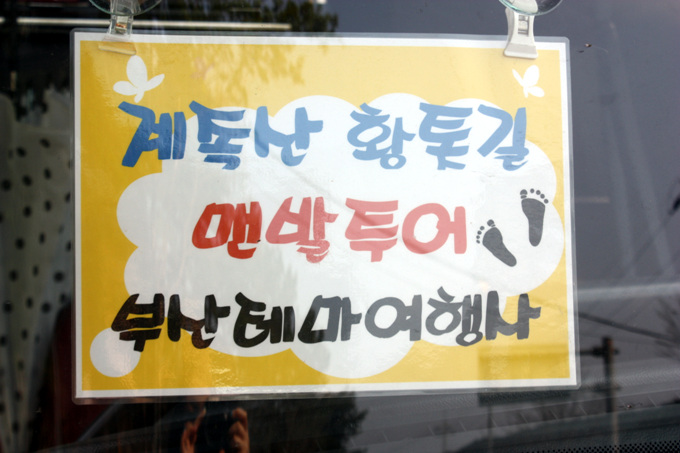 계족산 황톳길
맨발투어
부산테마여행사